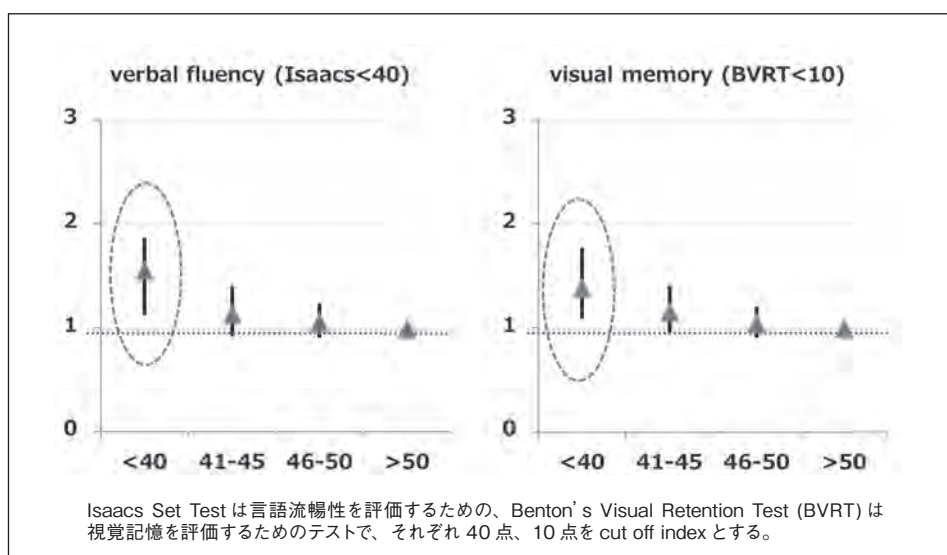 verbal fluency (Isaacs<40)
3
2
1
0
<40 41-45 46-50 >50
visual memory (BVRT<10)
3
2
1
0
<40 41-45 46-50 >50
Isaacs Set Test は言語流暢性を評価するための、Benton's Visual Retention Test (BVRT) は
視覚記憶を評価するためのテストで、それぞれ 40 点、10 点を cut off index とする。